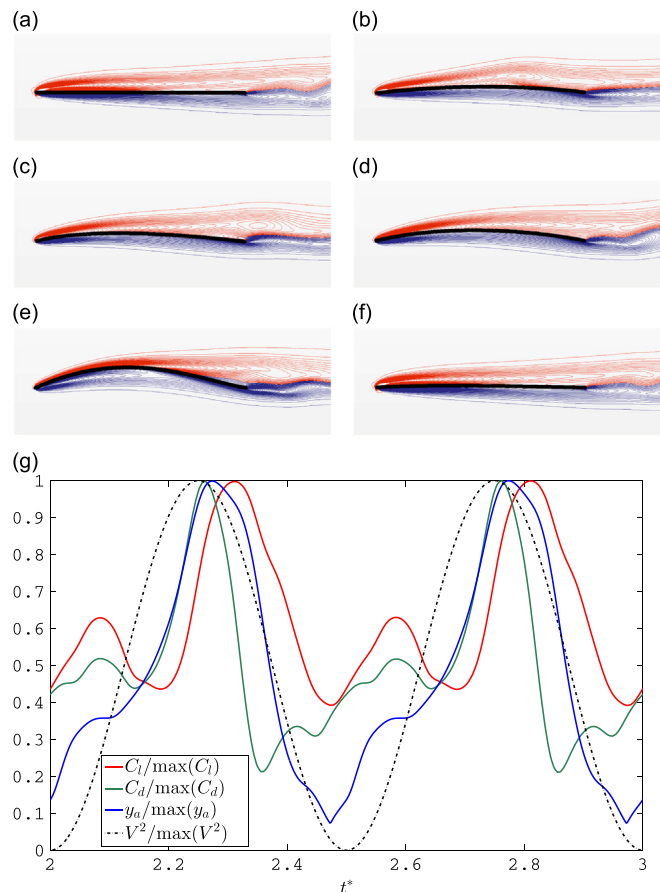 (a) (b)
(c) (d)
(e) (f)
(g)
1
0.9
0.8
0.7
0.6
0.5
0.4
0.3
0.2
0.1
0
C_l/max(C_l)
C_d/max(C_d)
y_a/max(y_a)
V^2/max(V^2)
2 2.2 2.4 2.6 2.8 3
t^*